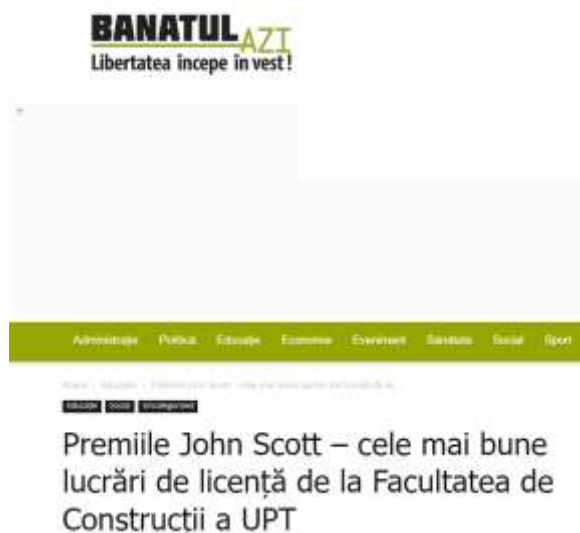 BANATUL
AZI
Libertatea începe în vest!
Administrație Politică Educație Economie Eveniment Sănătate Social Sport
Educație Social Uncategorized
Premiile John Scott – cele mai bune
lucrări de licență de la Facultatea de
Construcții a UPT